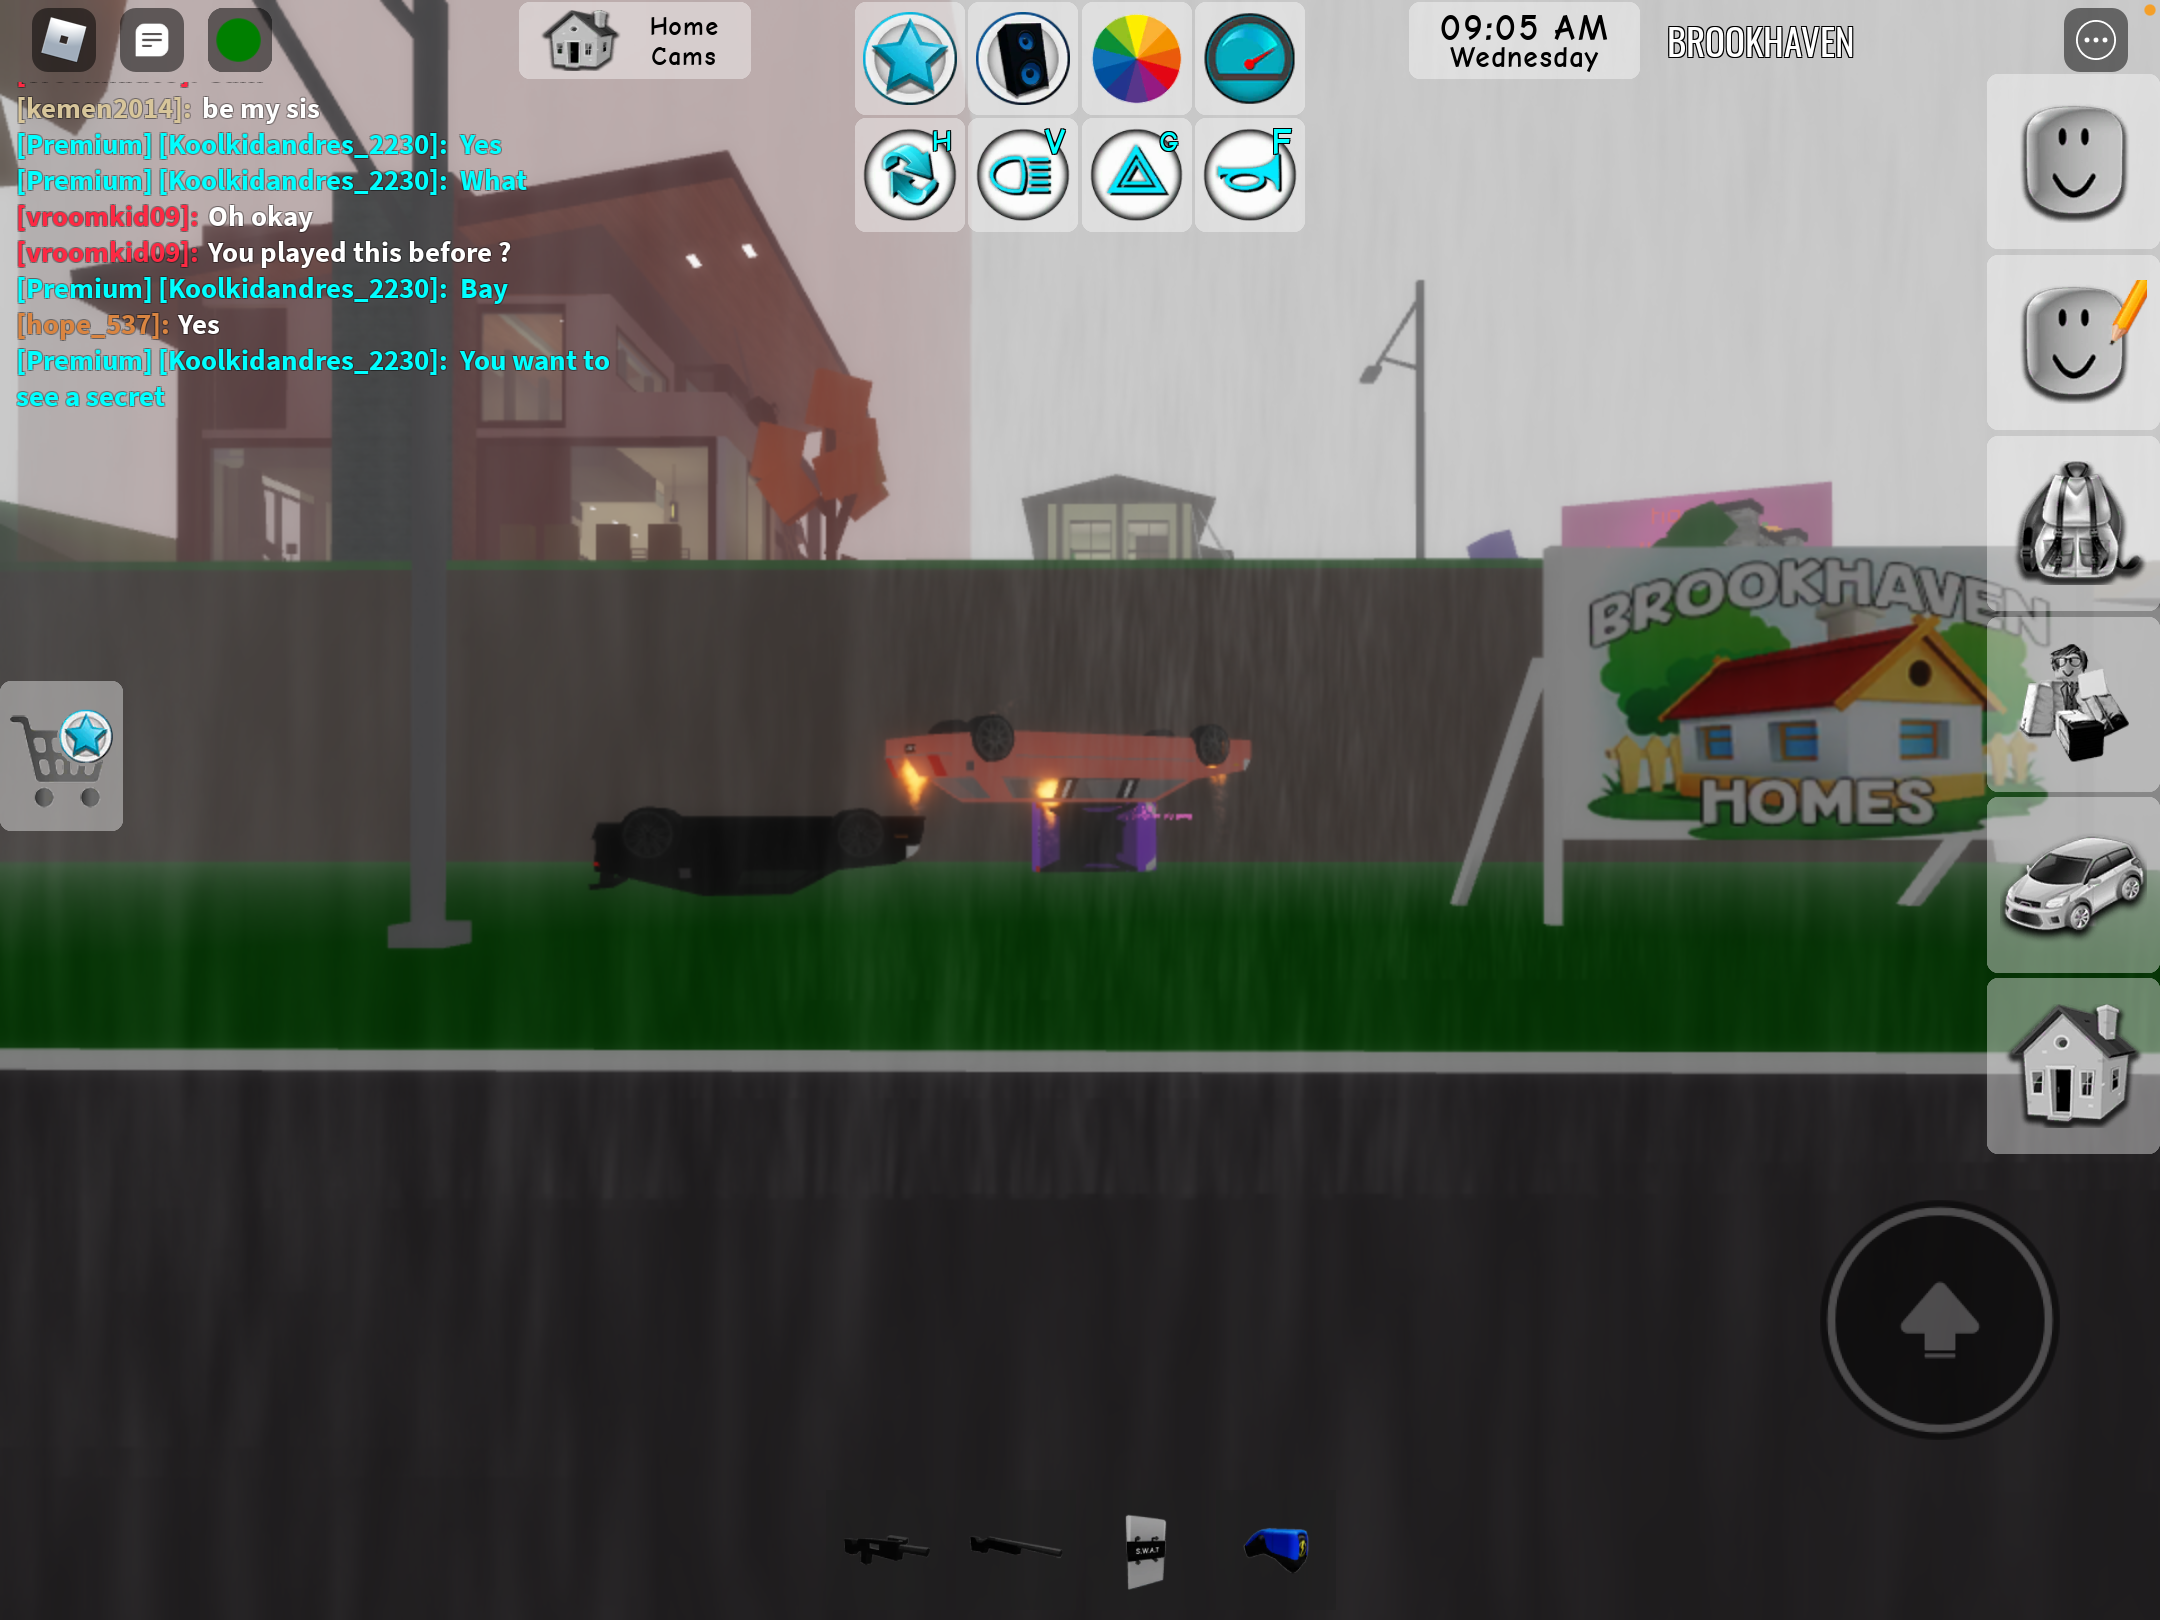 Home
Cams
09:05 AM
Wednesday
BROOKHAVEN
H
V
G
F
[kemen2014]: be my sis
[Premium] [Koolkidandres_2230]: Yes
[Premium] [Koolkidandres_2230]: What
[vroomkid09]: Oh okay
[vroomkid09]: You played this before ?
[Premium] [Koolkidandres_2230]: Bay
[hope_537]: Yes
[Premium] [Koolkidandres_2230]: You want to
see a secret
BROOKHAVEN
HOMES
S.W.A.T